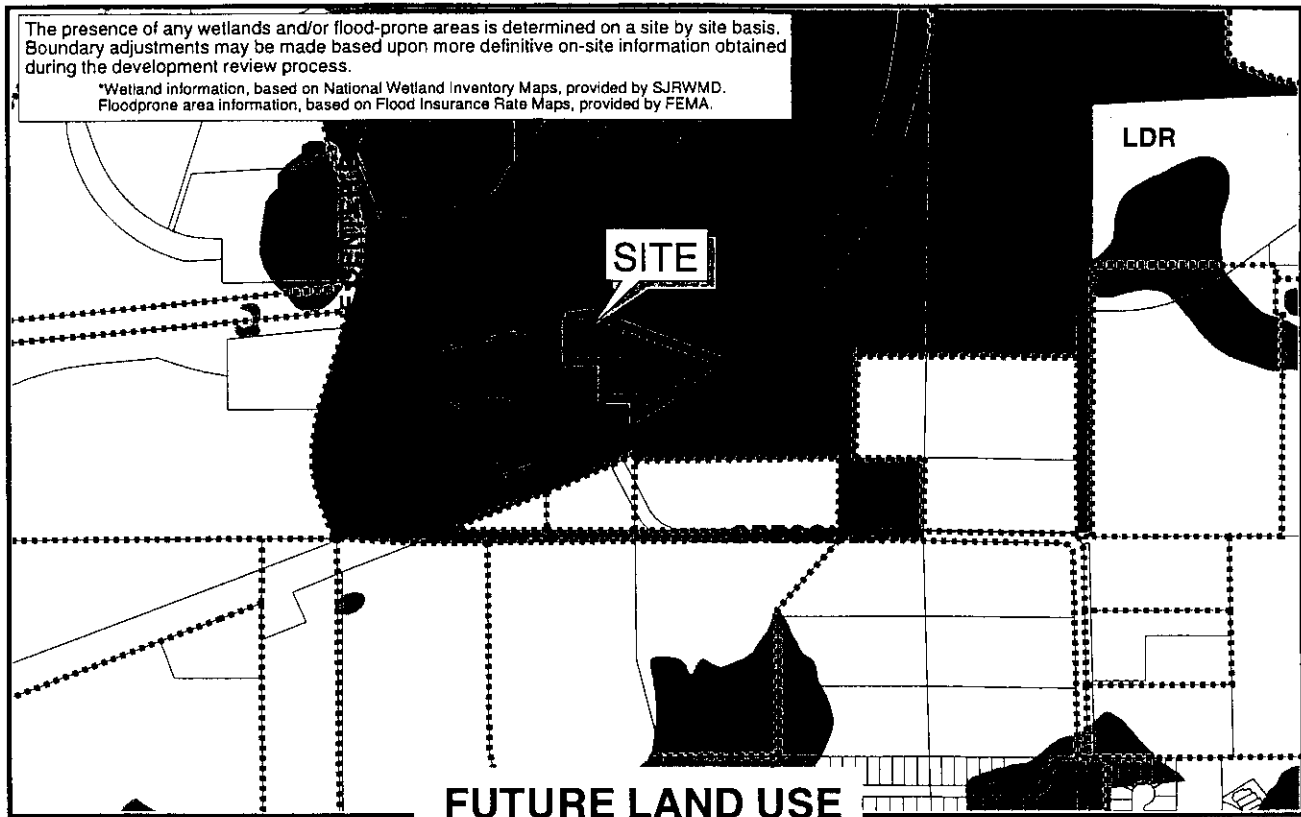 The presence of any wetlands and/or flood-prone areas is determined on a site by site basis.
Boundary adjustments may be made based upon more definitive on-site information obtained
during the development review process.
*Wetland information, based on National Wetland Inventory Maps, provided by SJRWMD.
Floodprone area information, based on Flood Insurance Rate Maps, provided by FEMA.
LDR
SITE
FUTURE LAND USE